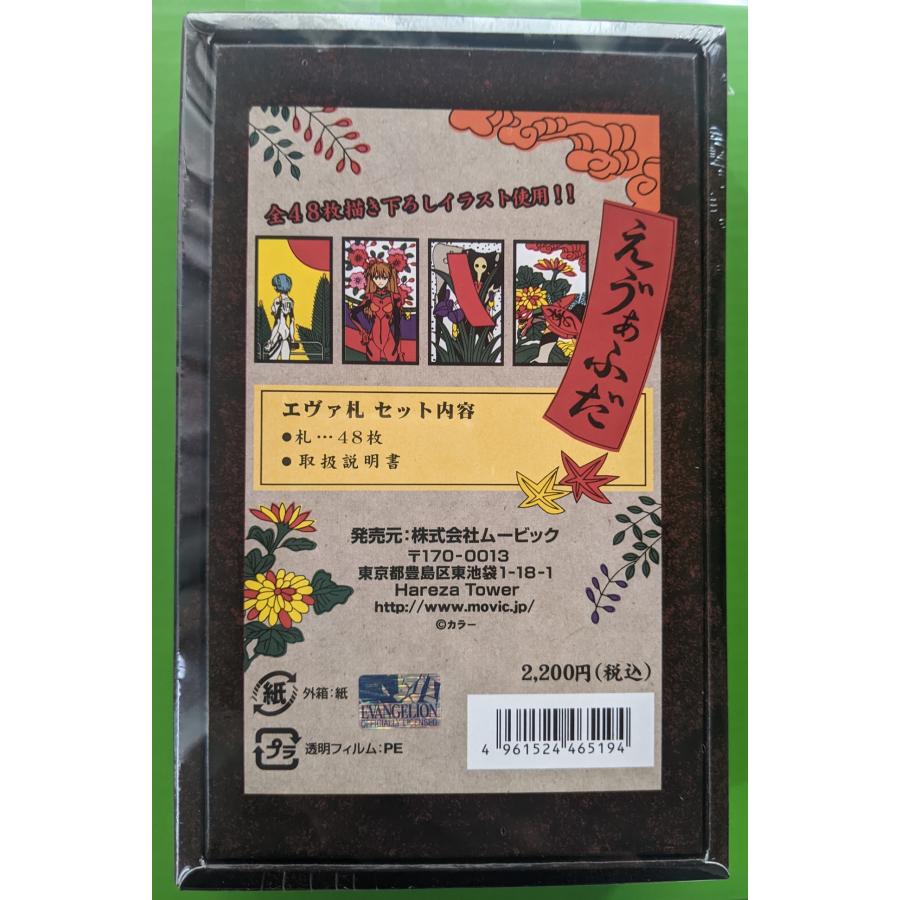 全48枚描き下ろしイラスト使用!!
えゔぁふだ
エヴァ札 セット内容
●札…48枚
●取扱説明書
発売元:株式会社ムービック
〒170-0013
東京都豊島区東池袋1-18-1
Hareza Tower
http://www.movic.jp/
©カラー
2,200円(税込)
紙 外箱:紙
EVANGELION
OFFICIALLY LICENSED
プラ 透明フィルム:PE
4 961524 465194